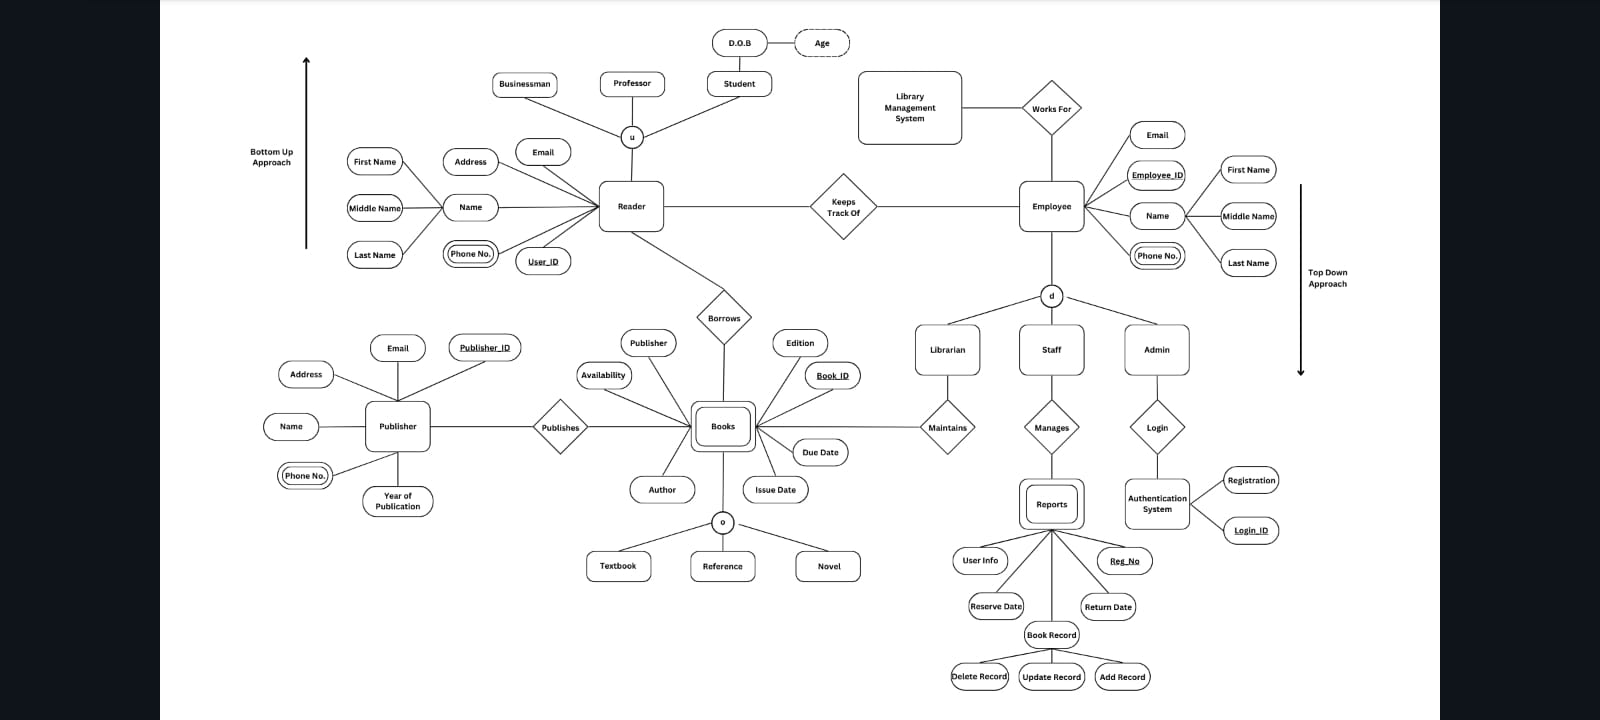 D.O.B
Age
Businessman
Professor
Student
Library
Management
System
Works For
u
Bottom Up
Approach
First Name
Address
Email
Middle Name
Name
Last Name
Phone No.
User_ID
Reader
Keeps
Track Of
Employee
Email
Employee_ID
Name
Phone No.
First Name
Middle Name
Last Name
Top Down
Approach
d
Borrows
Librarian
Staff
Admin
Email
Publisher_ID
Address
Name
Publisher
Phone No.
Year of
Publication
Publishes
Publisher
Availability
Edition
Book_ID
Books
Due Date
Author
Issue Date
Maintains
Manages
Login
o
Textbook
Reference
Novel
Reports
Authentication
System
Registration
Login_ID
User Info
Reg_No
Reserve Date
Return Date
Book Record
Delete Record
Update Record
Add Record